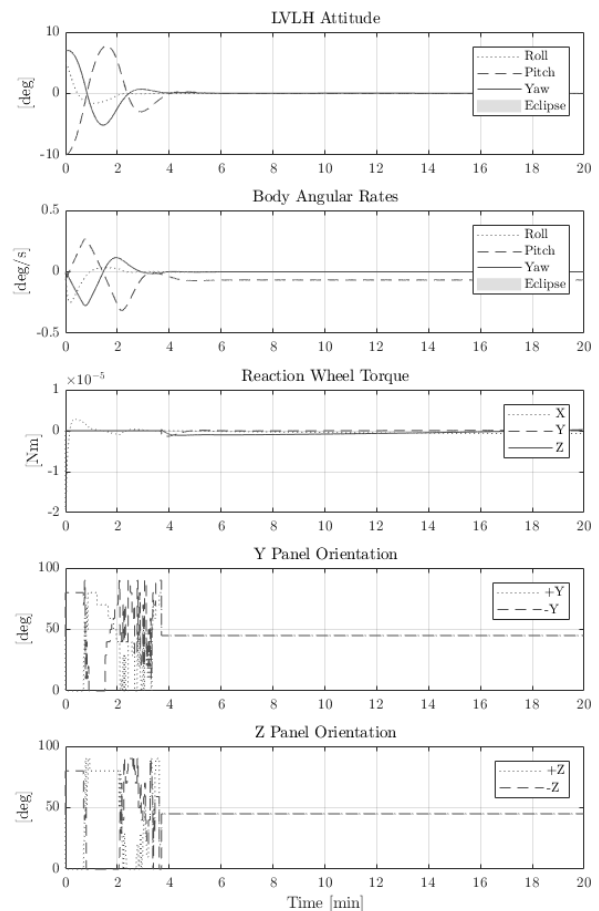 LVLH Attitude
10
0
-10
[deg]
Roll
Pitch
Yaw
Eclipse
0 2 4 6 8 10 12 14 16 18 20
Body Angular Rates
0.5
0
-0.5
[deg/s]
Roll
Pitch
Yaw
Eclipse
0 2 4 6 8 10 12 14 16 18 20
Reaction Wheel Torque
×10⁻⁵
1
0
-1
-2
[Nm]
X
Y
Z
0 2 4 6 8 10 12 14 16 18 20
Y Panel Orientation
100
50
0
[deg]
+Y
-Y
0 2 4 6 8 10 12 14 16 18 20
Z Panel Orientation
100
50
0
[deg]
+Z
-Z
0 2 4 6 8 10 12 14 16 18 20
Time [min]